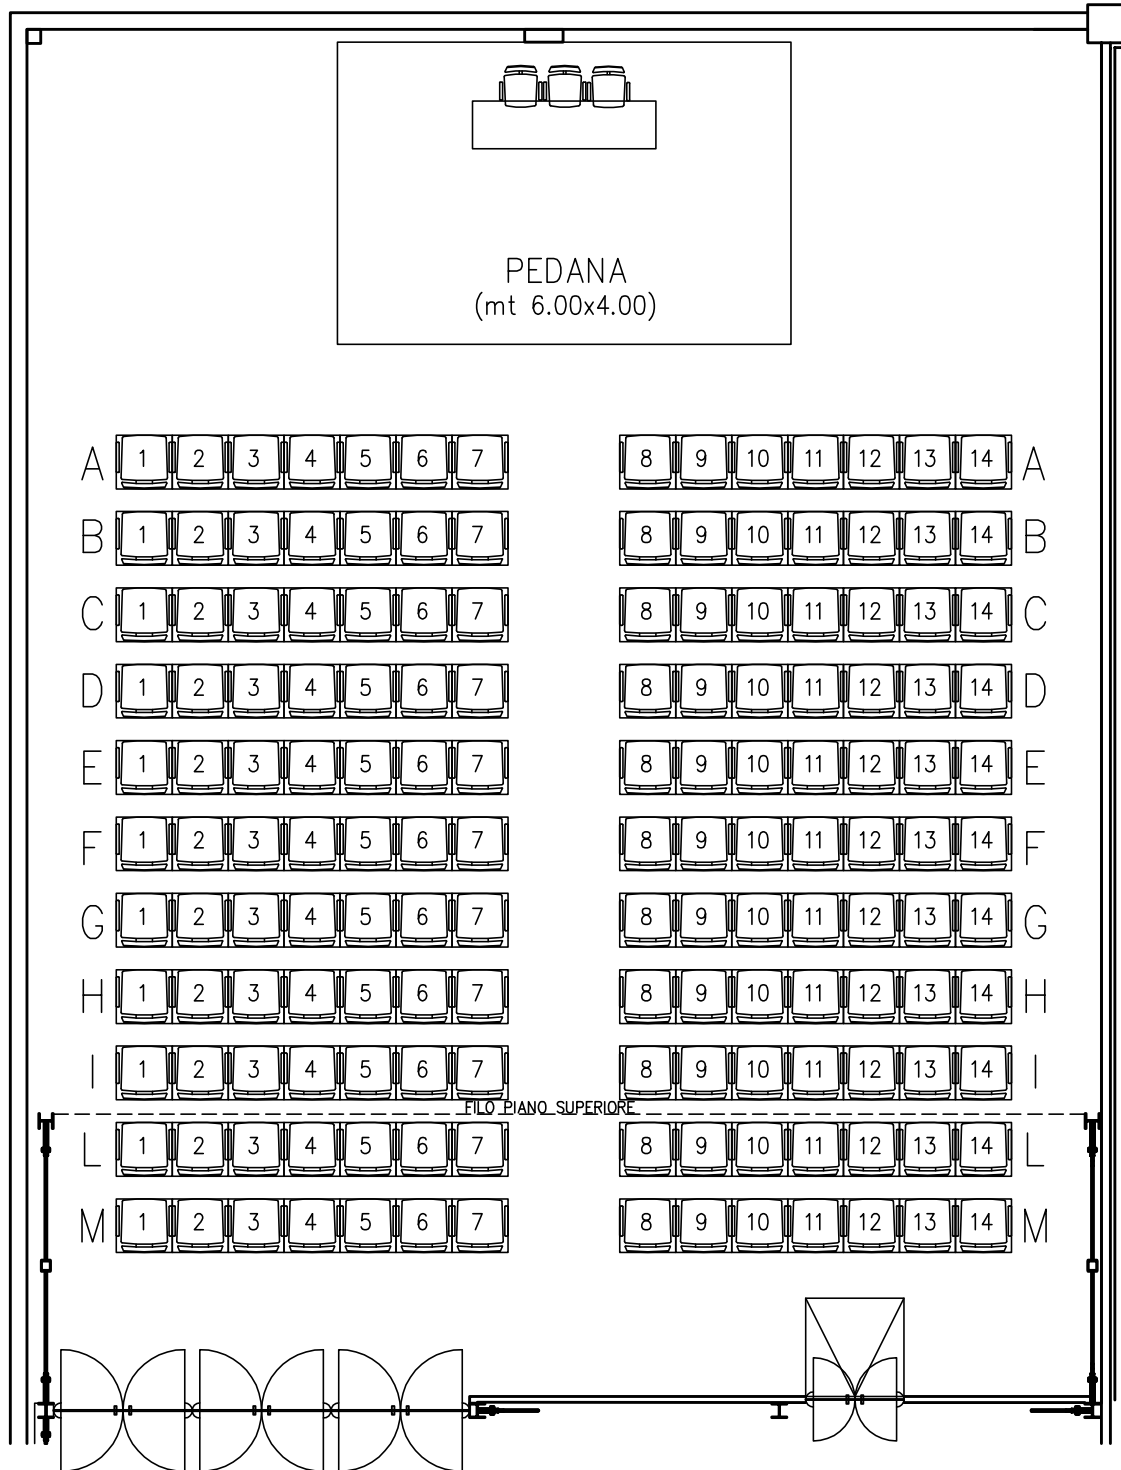 PEDANA
(mt 6.00x4.00)
A 1 2 3 4 5 6 7 8 9 10 11 12 13 14 A
B 1 2 3 4 5 6 7 8 9 10 11 12 13 14 B
C 1 2 3 4 5 6 7 8 9 10 11 12 13 14 C
D 1 2 3 4 5 6 7 8 9 10 11 12 13 14 D
E 1 2 3 4 5 6 7 8 9 10 11 12 13 14 E
F 1 2 3 4 5 6 7 8 9 10 11 12 13 14 F
G 1 2 3 4 5 6 7 8 9 10 11 12 13 14 G
H 1 2 3 4 5 6 7 8 9 10 11 12 13 14 H
I 1 2 3 4 5 6 7 8 9 10 11 12 13 14 I
FILO PIANO SUPERIORE
L 1 2 3 4 5 6 7 8 9 10 11 12 13 14 L
M 1 2 3 4 5 6 7 8 9 10 11 12 13 14 M